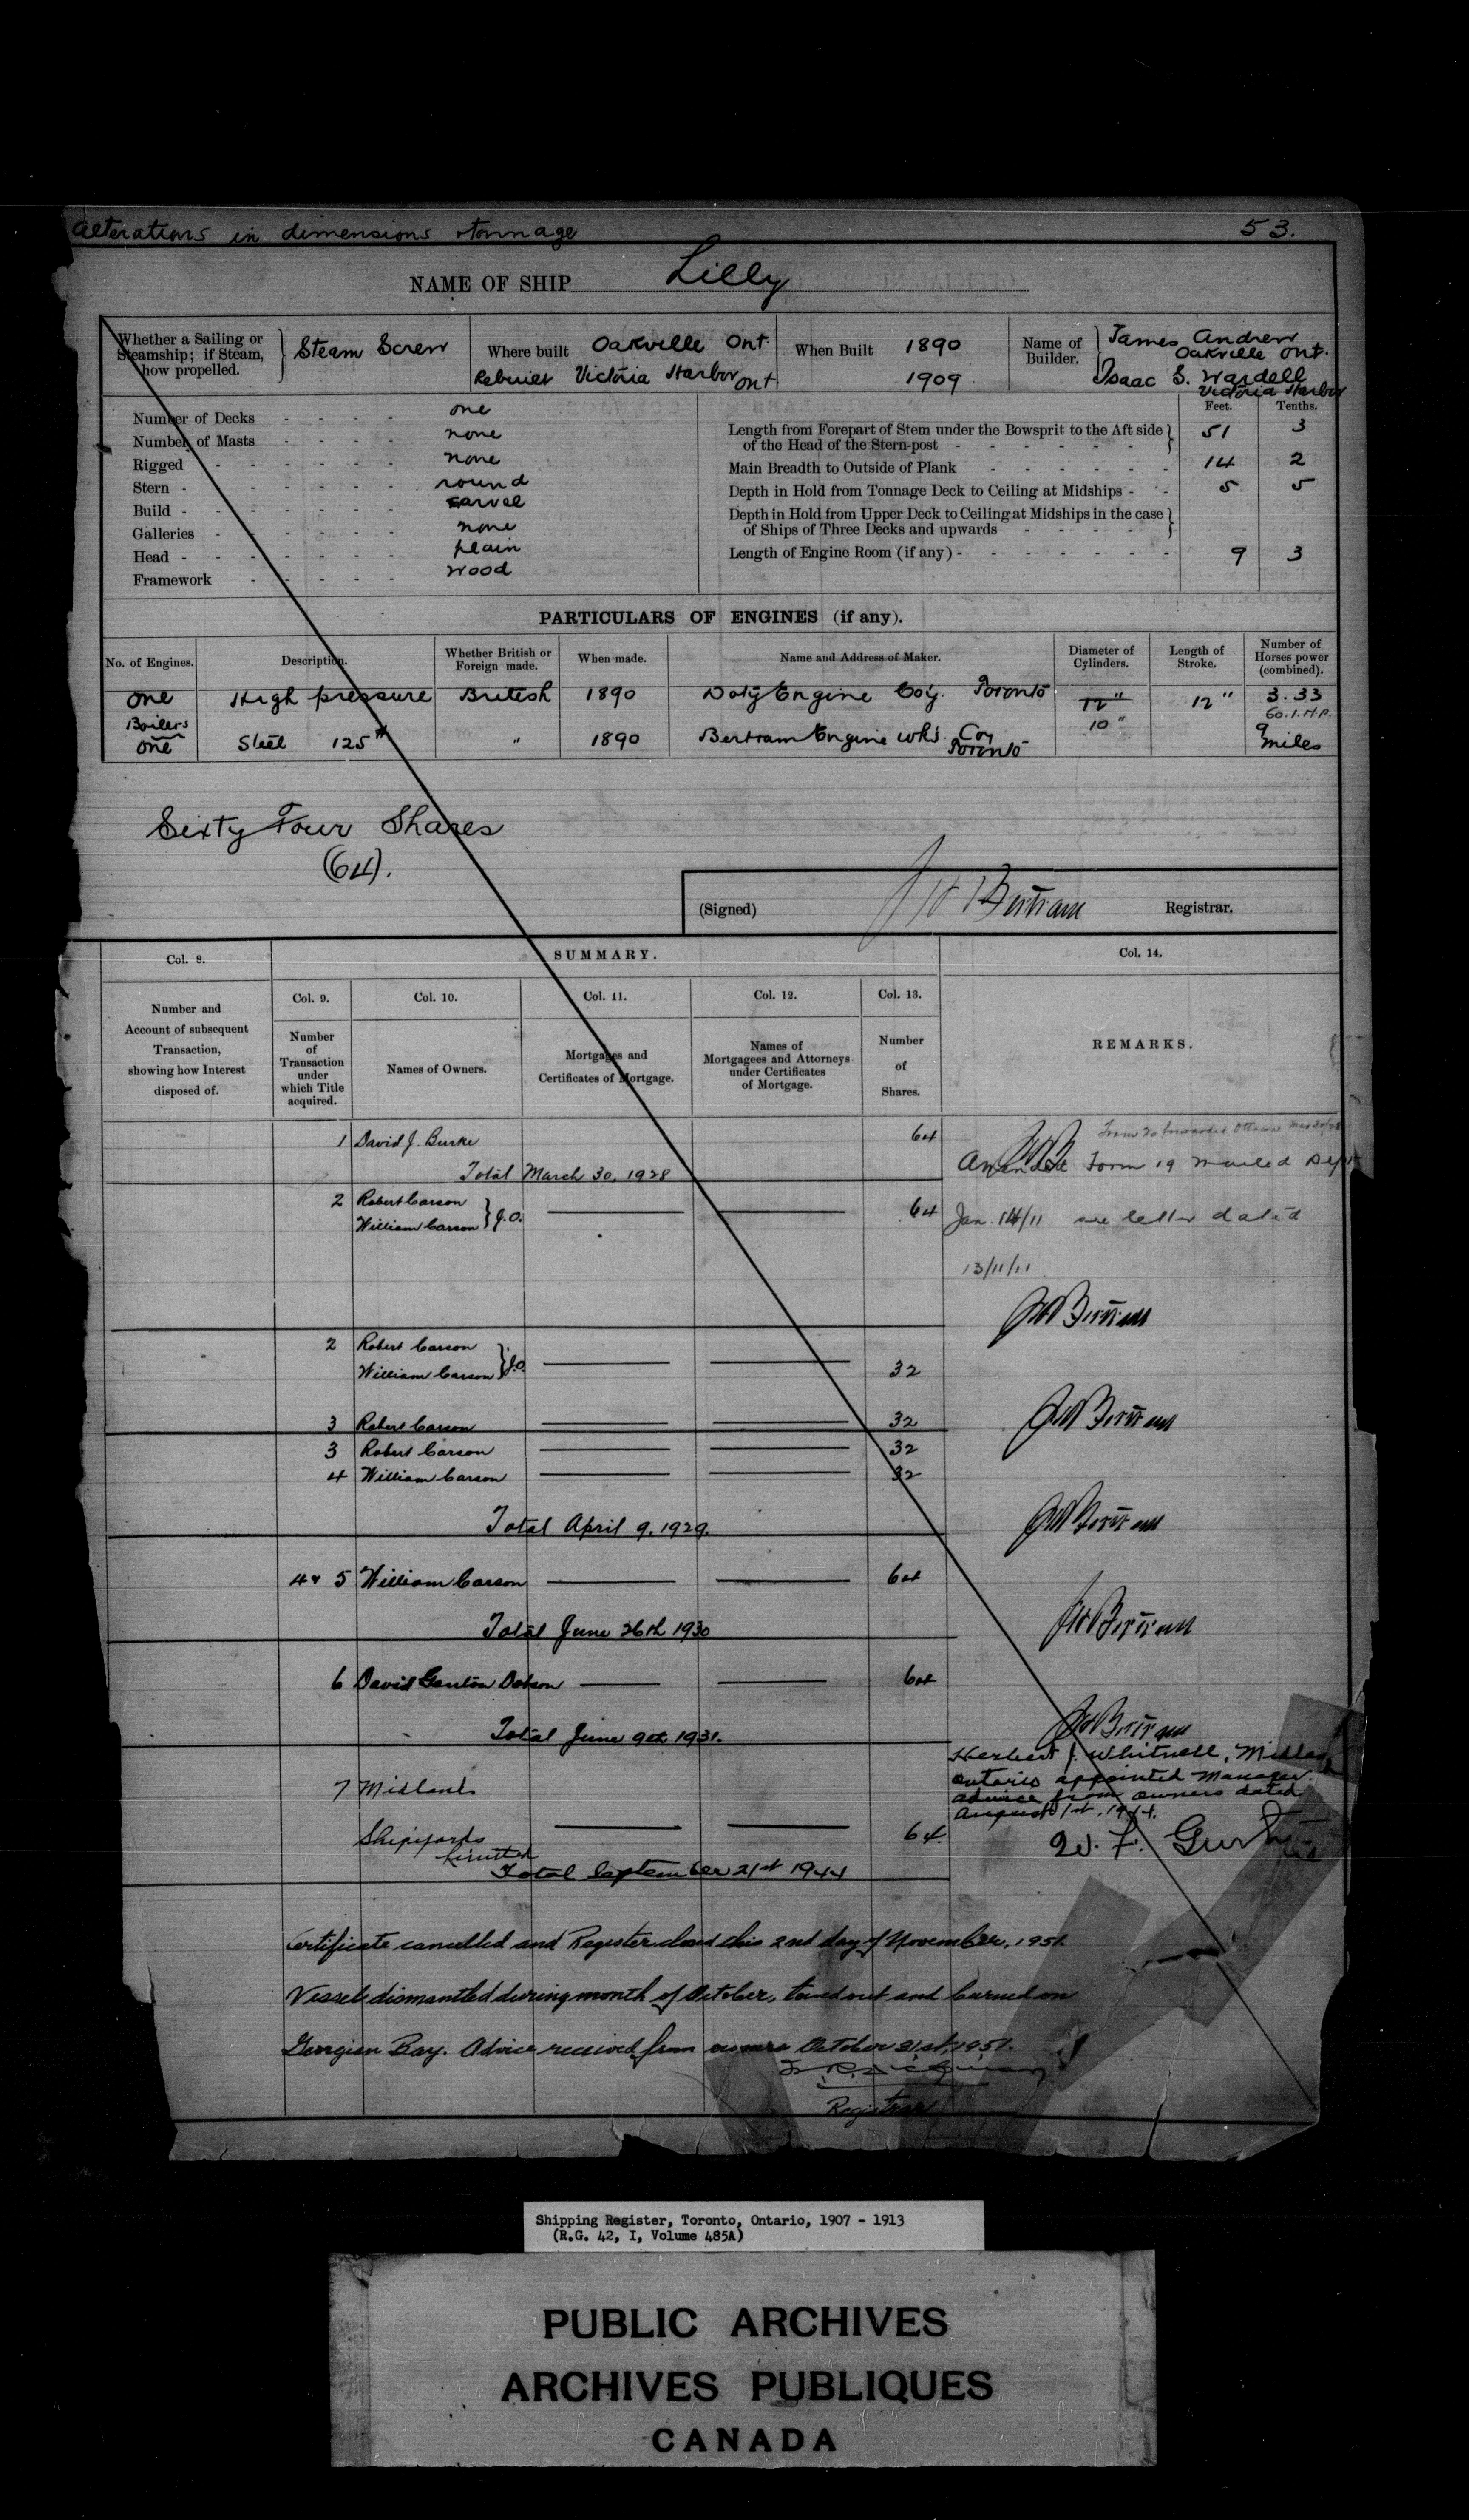 alterations in dimensions & tonnage
53.
NAME OF SHIP Lilly
Whether a Sailing or
Steamship; if Steam,
how propelled.
Steam Screw
Where built Oakville Ont.
Rebuilt Victoria Harbor Ont
When Built 1890
1909
Name of
Builder.
James Andrew
Oakville Ont.
Isaac S. Wardell
Victoria Harbor
Number of Decks - - - - one
Number of Masts - - - - none
Rigged - - - - - none
Stern - - - - - - round
Build - - - - - - carvel
Galleries - - - - - none
Head - - - - - - plain
Framework - - - - wood
Feet. Tenths.
Length from Forepart of Stem under the Bowsprit to the Aft side
of the Head of the Stern-post - - - - - - 51 3
Main Breadth to Outside of Plank - - - - - - 14 2
Depth in Hold from Tonnage Deck to Ceiling at Midships - - - 5 5
Depth in Hold from Upper Deck to Ceiling at Midships in the case
of Ships of Three Decks and upwards - - - -
Length of Engine Room (if any) - - - - - - - 9 3
PARTICULARS OF ENGINES (if any).
No. of Engines.
Description.
Whether British or
Foreign made.
When made.
Name and Address of Maker.
Diameter of
Cylinders.
Length of
Stroke.
Number of
Horses power
(combined).
one High pressure British 1890 Doty Engine Coy. Toronto 12" 12" 3.33
Boilers 10" 60.I.H.P.
one Steel 125# " 1890 Bertram Engine Wks. Coy Toronto 9 miles
Sixty Four Shares
(64).
(Signed) Bertram Registrar.
Col. 8.
SUMMARY.
Col. 14.
Number and
Account of subsequent
Transaction,
showing how Interest
disposed of.
Col. 9.
Number
of
Transaction
under
which Title
acquired.
Col. 10.
Names of Owners.
Col. 11.
Mortgages and
Certificates of Mortgage.
Col. 12.
Names of
Mortgagees and Attorneys
under Certificates
of Mortgage.
Col. 13.
Number
of
Shares.
REMARKS.
1 David J. Burke 64
Form 20 forwarded Ottawa
Total March 30, 1928
Amended Form 19 mailed Dept
2 Robert Carson
William Carson } J.O. 64
Jan. 14/11 see letter dated
13/11/11
2 Robert Carson
William Carson } J.O. 32
3 Robert Carson 32
3 Robert Carson 32
4 William Carson 32
Total April 9, 1929.
4 & 5 William Carson 64
Total June 26th 1930
6 David Dobson 64
Total June 9th 1931.
Herbert J. Whitnell, Midland
Ontario appointed Manager.
advice from owners dated
August 1st, 1944.
7 Midland
Shipyards
Limited 64.
Total September 21st 1944
Certificate cancelled and Register closed this 2nd day of November, 1951.
Vessel dismantled during month of October, towed out and burned on
Georgian Bay. Advice received from owners October 31st, 1951.
Registrar
Shipping Register, Toronto, Ontario, 1907 - 1913
(R.G. 42, I, Volume 485A)
PUBLIC ARCHIVES
ARCHIVES PUBLIQUES
CANADA